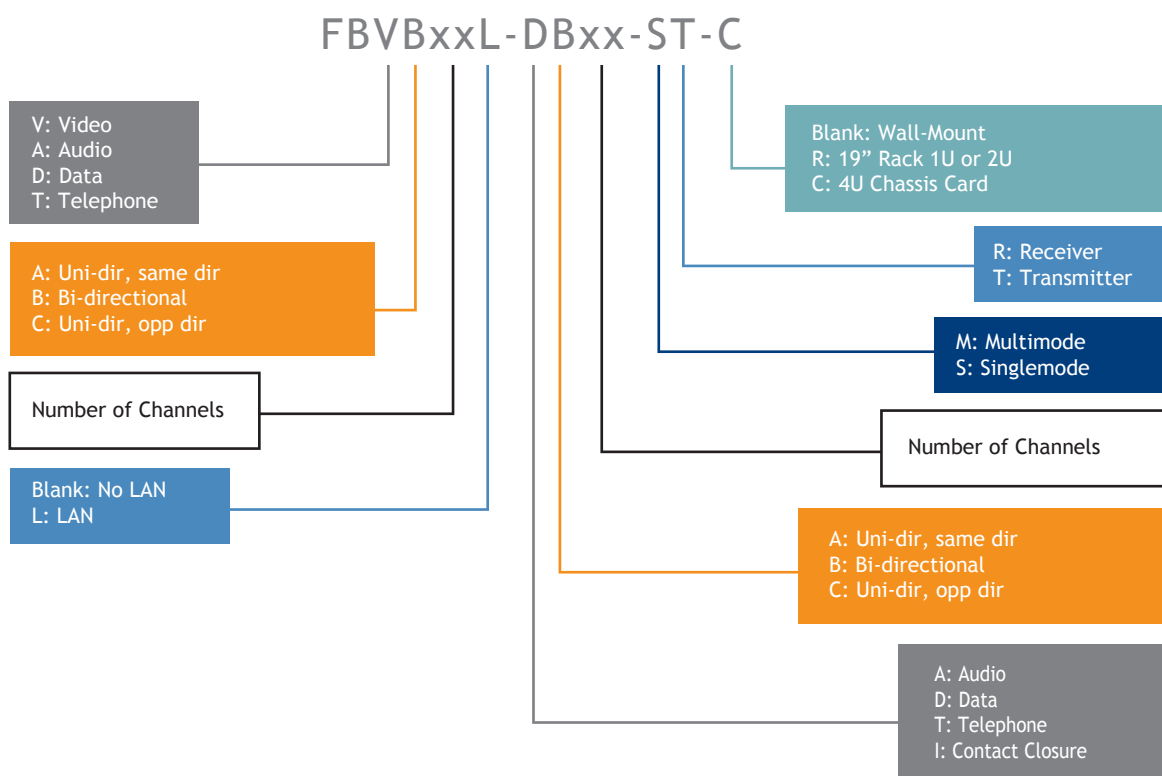 FBVBxxL-DBxx-ST-C
V: Video
A: Audio
D: Data
T: Telephone
A: Uni-dir, same dir
B: Bi-directional
C: Uni-dir, opp dir
Number of Channels
Blank: No LAN
L: LAN
Blank: Wall-Mount
R: 19” Rack 1U or 2U
C: 4U Chassis Card
R: Receiver
T: Transmitter
M: Multimode
S: Singlemode
Number of Channels
A: Uni-dir, same dir
B: Bi-directional
C: Uni-dir, opp dir
A: Audio
D: Data
T: Telephone
I: Contact Closure